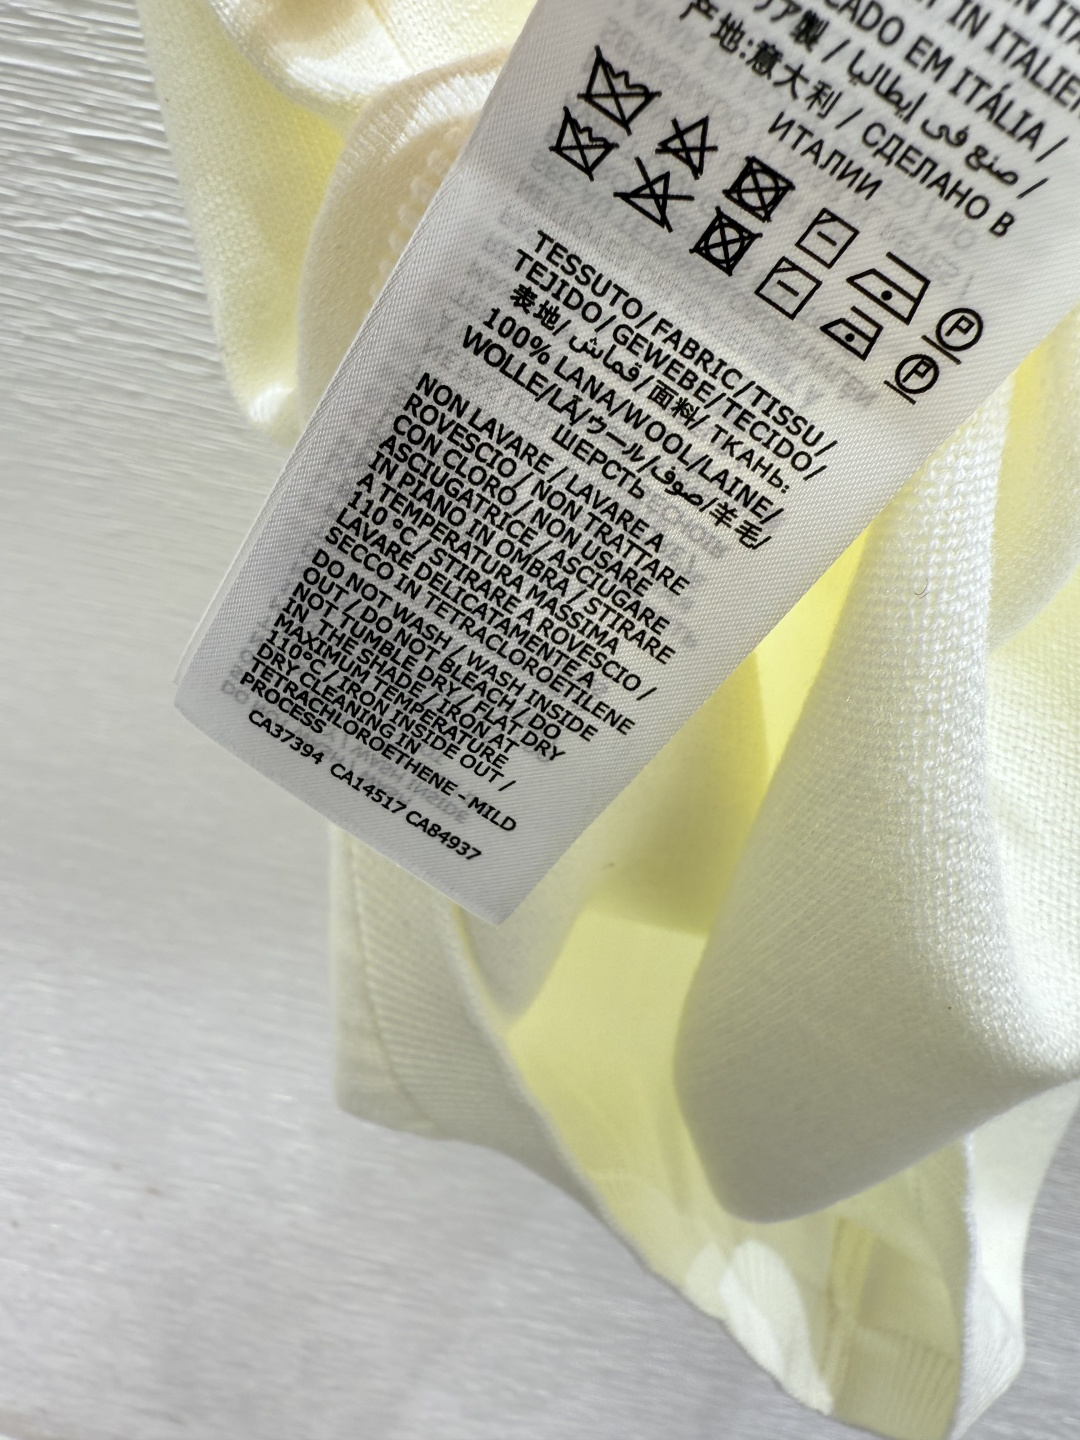 IN ITALIEN
CADO EM ITÁLIA /
ア製 / صنع في إيطاليا /
产地:意大利 / СДЕЛАНО В
ИТАЛИИ
P
P
TESSUTO/FABRIC/TISSU/
TEJIDO/GEWEBE/TECIDO/
表地/قماش/面料/ТКАНЬ:
100% LANA/WOOL/LAINE/
WOLLE/LÃ/ウール/صوف/羊毛/
ШЕРСТЬ
NON LAVARE / LAVARE A
ROVESCIO / NON TRATTARE
CON CLORO / NON USARE
ASCIUGATRICE / ASCIUGARE
IN PIANO IN OMBRA / STIRARE
A TEMPERATURA MASSIMA
110 °C / STIRARE A ROVESCIO /
LAVARE DELICATAMENTE A
SECCO IN TETRACLOROETILENE
DO NOT WASH / WASH INSIDE
OUT / DO NOT BLEACH / DO
NOT TUMBLE DRY / FLAT DRY
IN THE SHADE / IRON AT
MAXIMUM TEMPERATURE
110°C / IRON INSIDE OUT /
DRY CLEANING IN
TETRACHLOROETHENE - MILD
PROCESS
CA37394 CA14517 CA84937